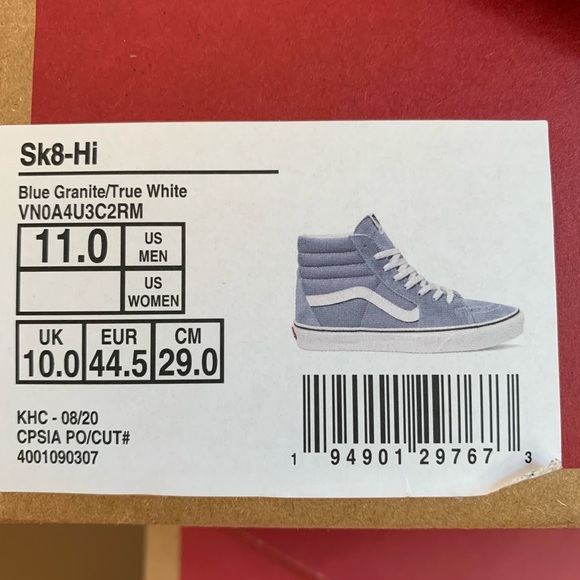 Sk8-Hi
Blue Granite/True White
VN0A4U3C2RM
11.0 US MEN
US WOMEN
UK EUR CM
10.0 44.5 29.0
KHC - 08/20
CPSIA PO/CUT#
4001090307
1 94901 29767 3